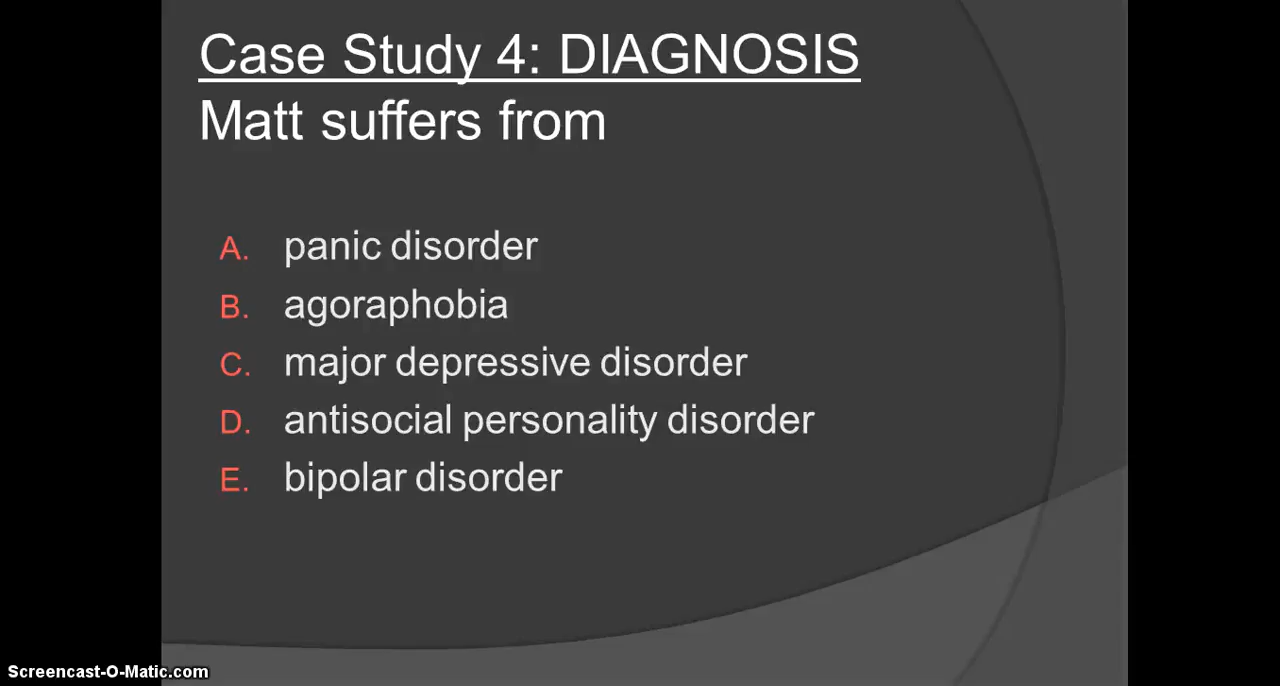 Case Study 4: DIAGNOSIS
Matt suffers from
A. panic disorder
B. agoraphobia
C. major depressive disorder
D. antisocial personality disorder
E. bipolar disorder
Screencast-O-Matic.com